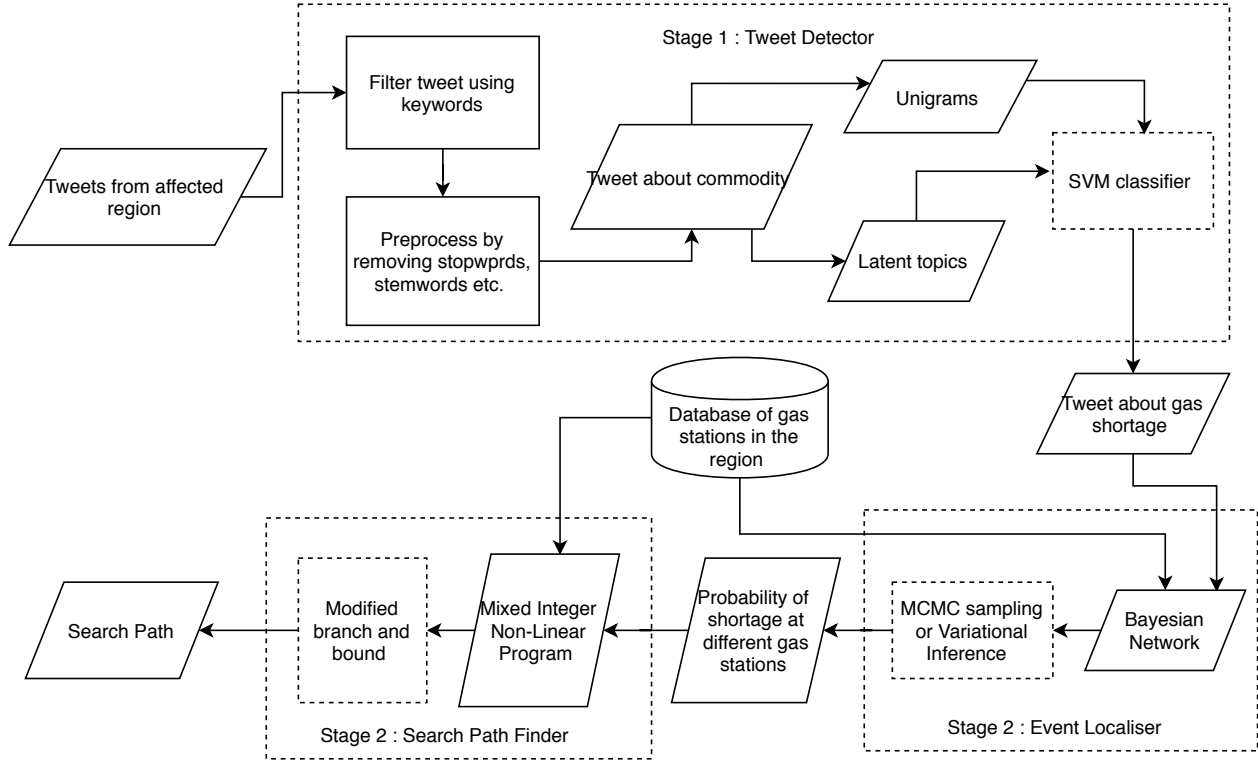 Stage 1 : Tweet Detector
Filter tweet using
keywords
Unigrams
Tweets from affected
region
Tweet about commodity
SVM classifier
Preprocess by
removing stopwprds,
stemwords etc.
Latent topics
Database of gas
stations in the
region
Tweet about gas
shortage
Search Path
Modified
branch and
bound
Mixed Integer
Non-Linear
Program
Probability of
shortage at
different gas
stations
MCMC sampling
or Variational
Inference
Bayesian
Network
Stage 2 : Search Path Finder
Stage 2 : Event Localiser